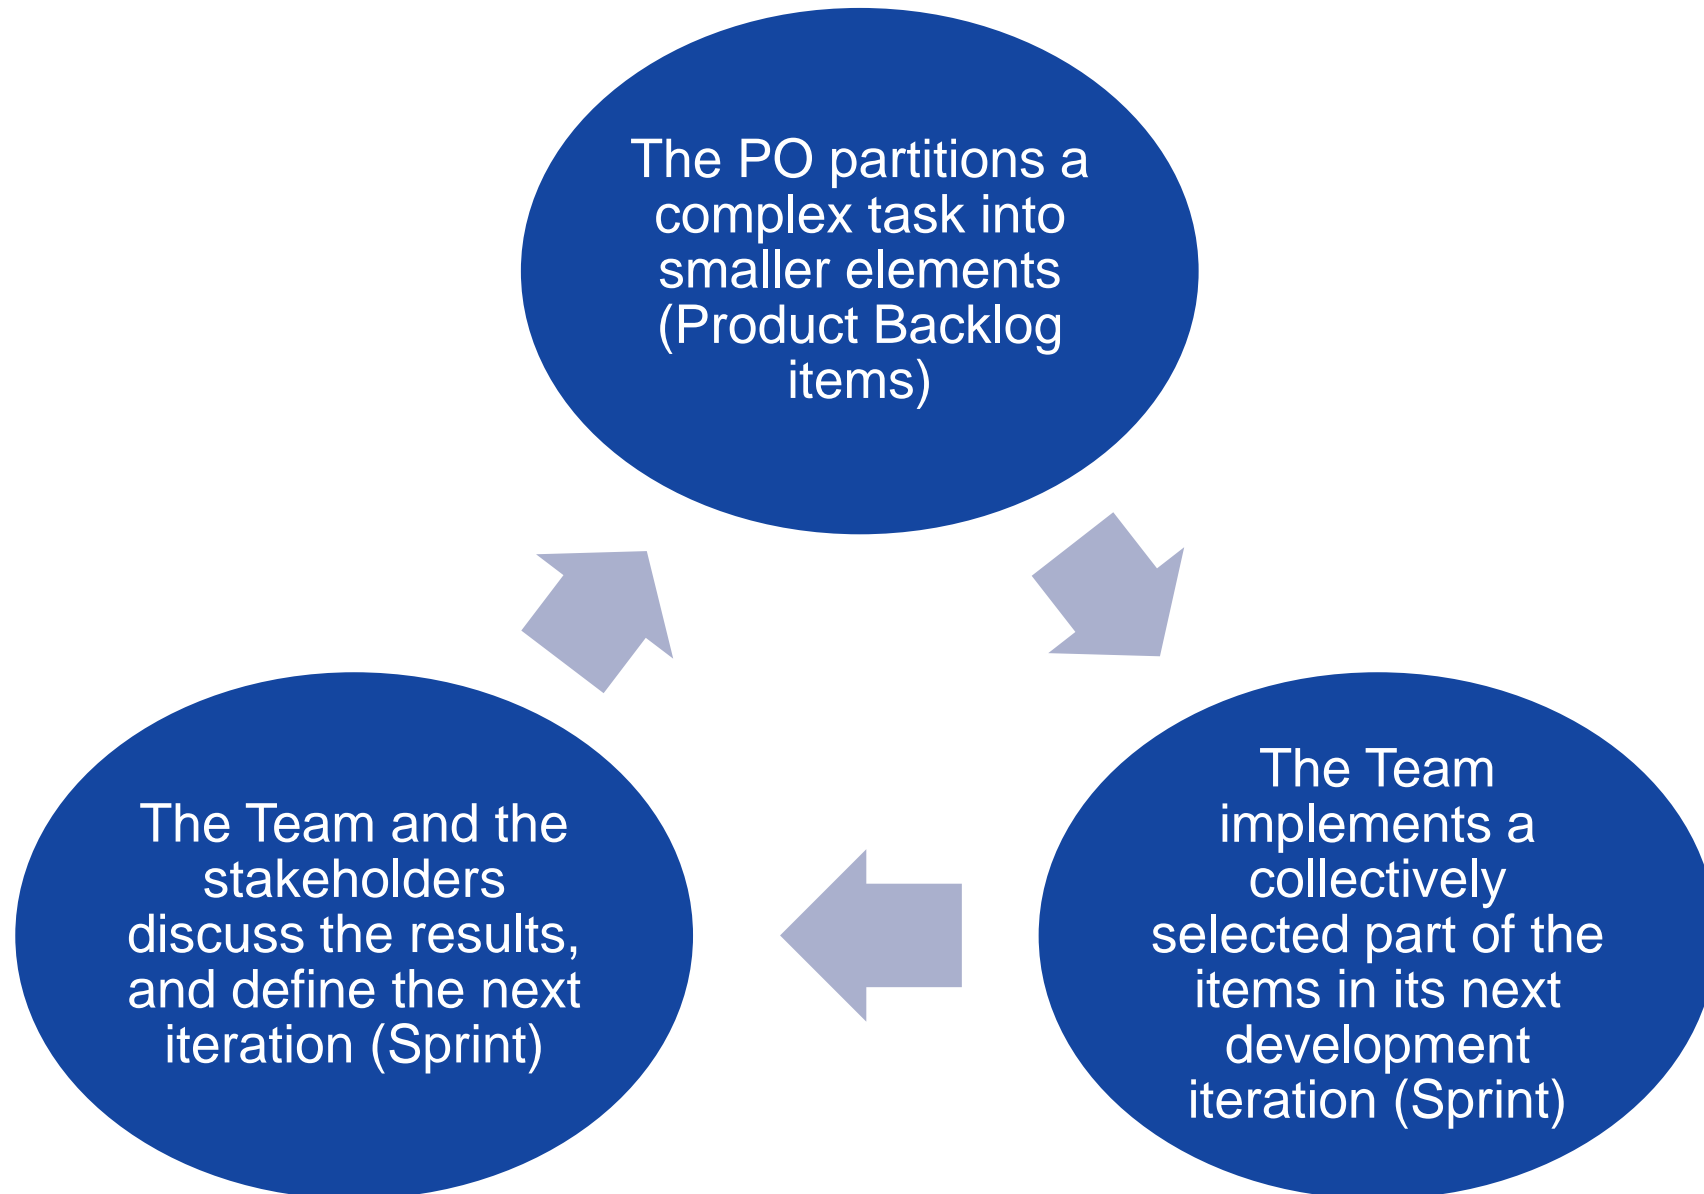 The PO partitions a
complex task into
smaller elements
(Product Backlog
items)
The Team
implements a
collectively
selected part of the
items in its next
development
iteration (Sprint)
The Team and the
stakeholders
discuss the results,
and define the next
iteration (Sprint)